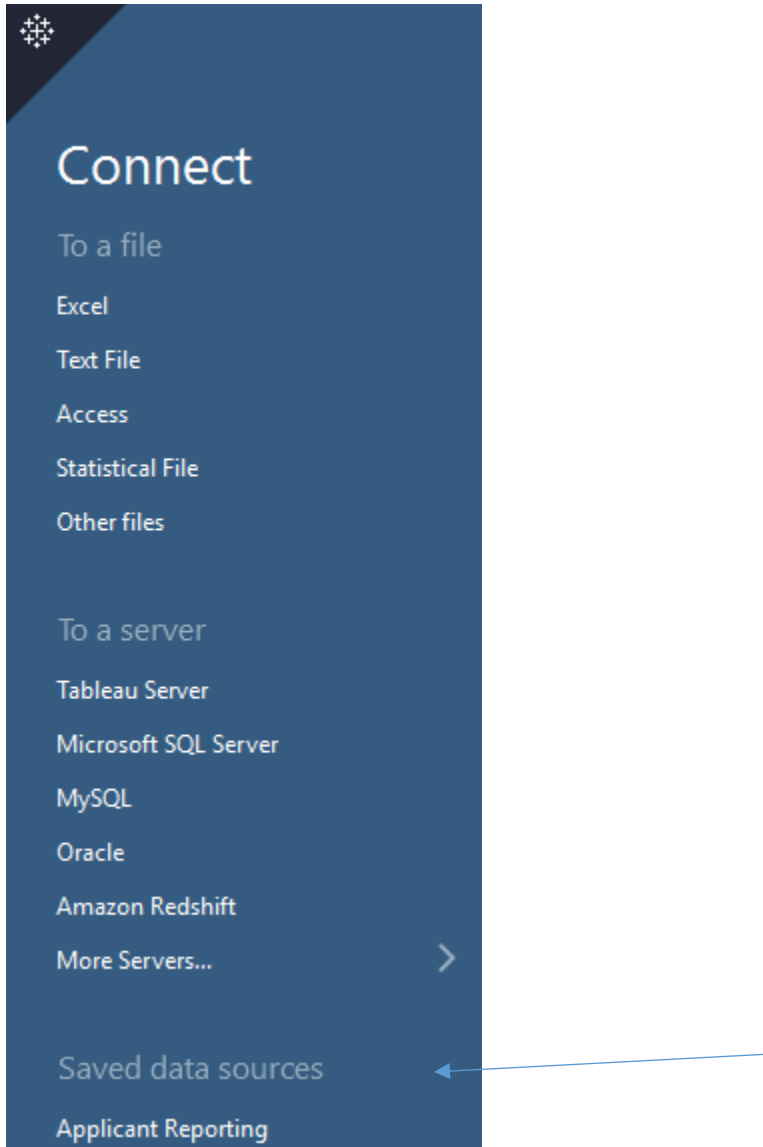 Connect
To a file
Excel
Text File
Access
Statistical File
Other files
To a server
Tableau Server
Microsoft SQL Server
MySQL
Oracle
Amazon Redshift
More Servers...
Saved data sources
Applicant Reporting